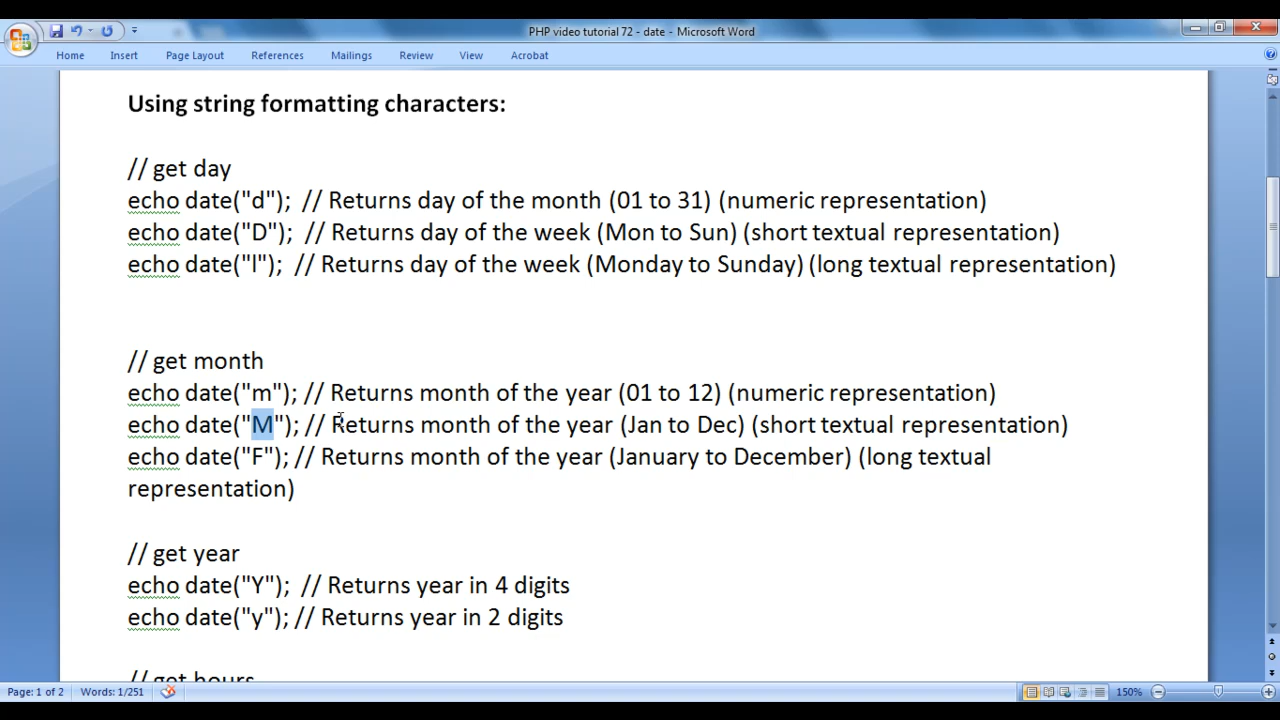 PHP video tutorial 72 - date - Microsoft Word
Home Insert Page Layout References Mailings Review View Acrobat
Using string formatting characters:
// get day
echo date("d");  // Returns day of the month (01 to 31) (numeric representation)
echo date("D");  // Returns day of the week (Mon to Sun) (short textual representation)
echo date("l");  // Returns day of the week (Monday to Sunday) (long textual representation)
// get month
echo date("m"); // Returns month of the year (01 to 12) (numeric representation)
echo date("M"); // Returns month of the year (Jan to Dec) (short textual representation)
echo date("F"); // Returns month of the year (January to December) (long textual
representation)
// get year
echo date("Y");  // Returns year in 4 digits
echo date("y"); // Returns year in 2 digits
// get hours
Page: 1 of 2 Words: 1/251 150%